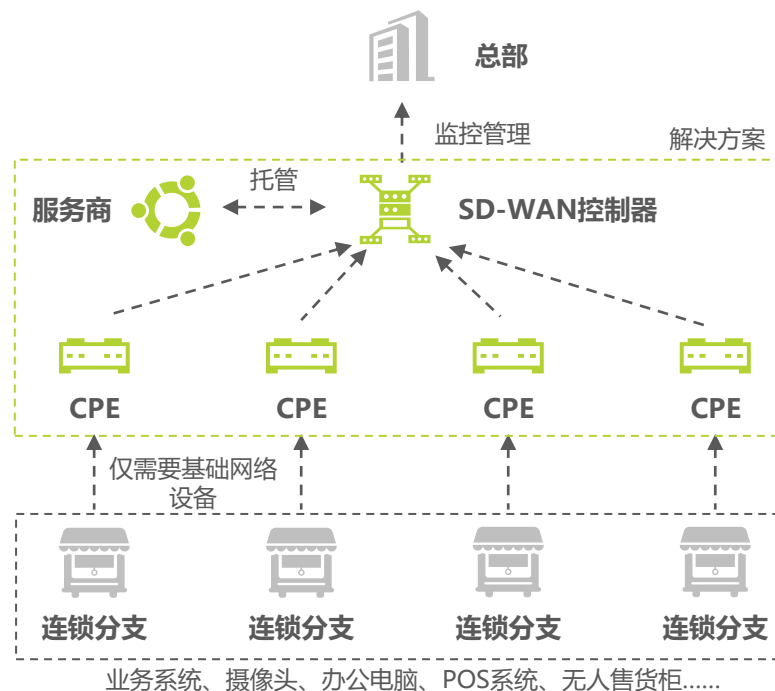 总部
监控管理
解决方案
托管
服务商
SD-WAN控制器
CPE
CPE
CPE
CPE
仅需要基础网络
设备
连锁分支
连锁分支
连锁分支
连锁分支
业务系统、摄像头、办公电脑、POS系统、无人售货柜......